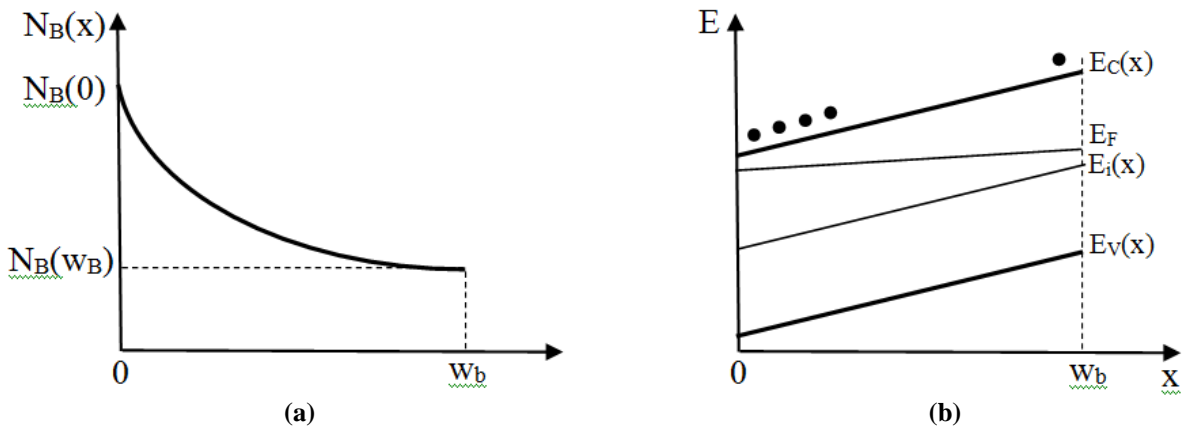 N_B(x)
N_B(0)
N_B(w_B)
0
w_b
(a)
E
E_C(x)
E_F
E_i(x)
E_V(x)
0
w_b
x
(b)